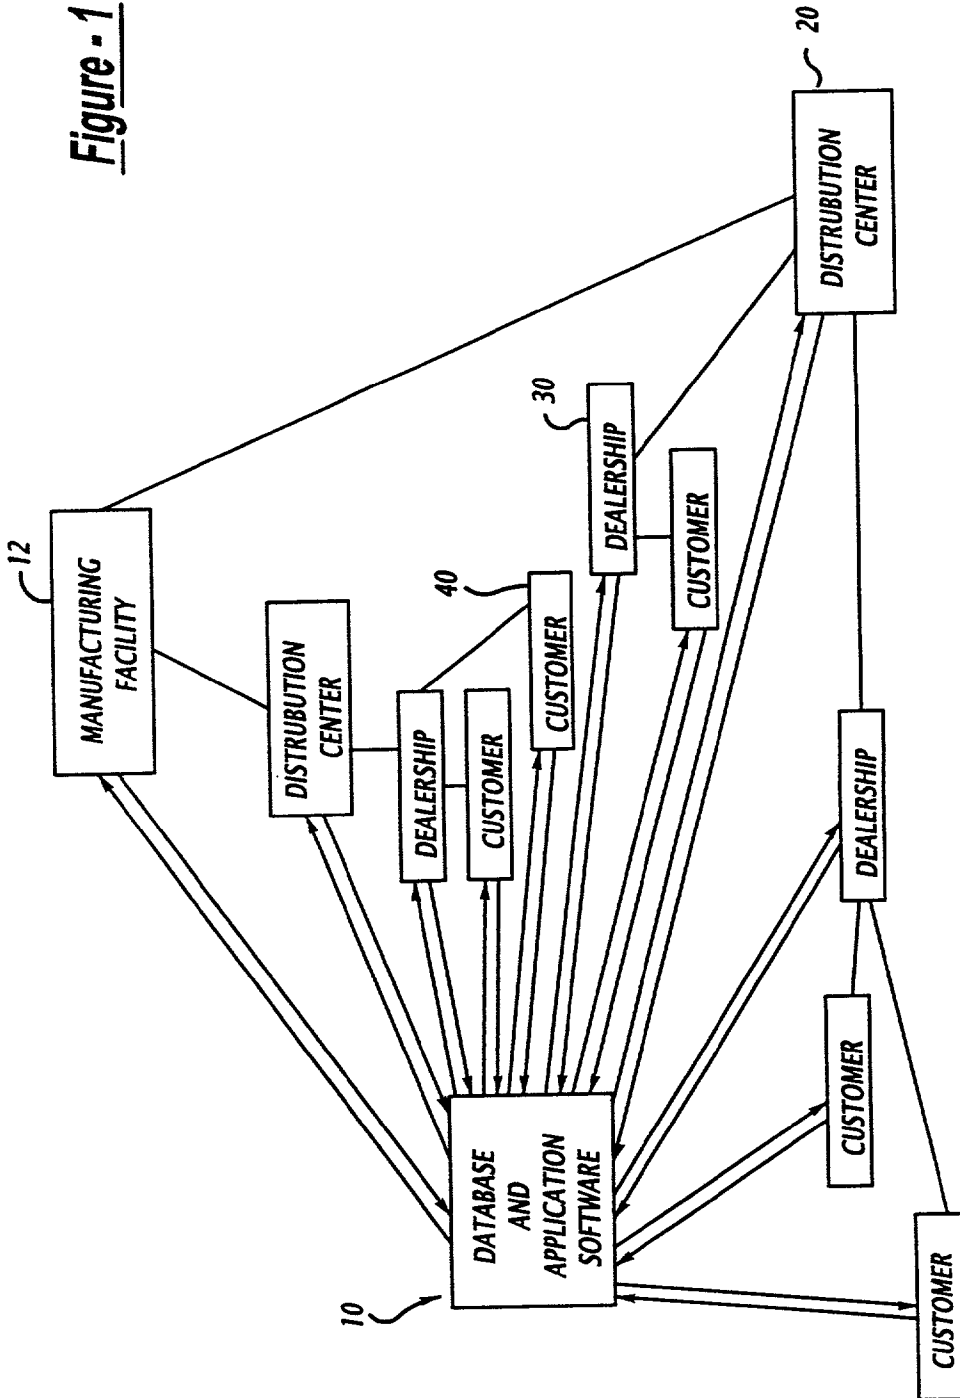 Figure - 1
12
MANUFACTURING
FACILITY
DISTRUBUTION
CENTER
DEALERSHIP
CUSTOMER
40
CUSTOMER
30
DEALERSHIP
CUSTOMER
20
DISTRUBUTION
CENTER
10
DATABASE
AND
APPLICATION
SOFTWARE
DEALERSHIP
CUSTOMER
CUSTOMER